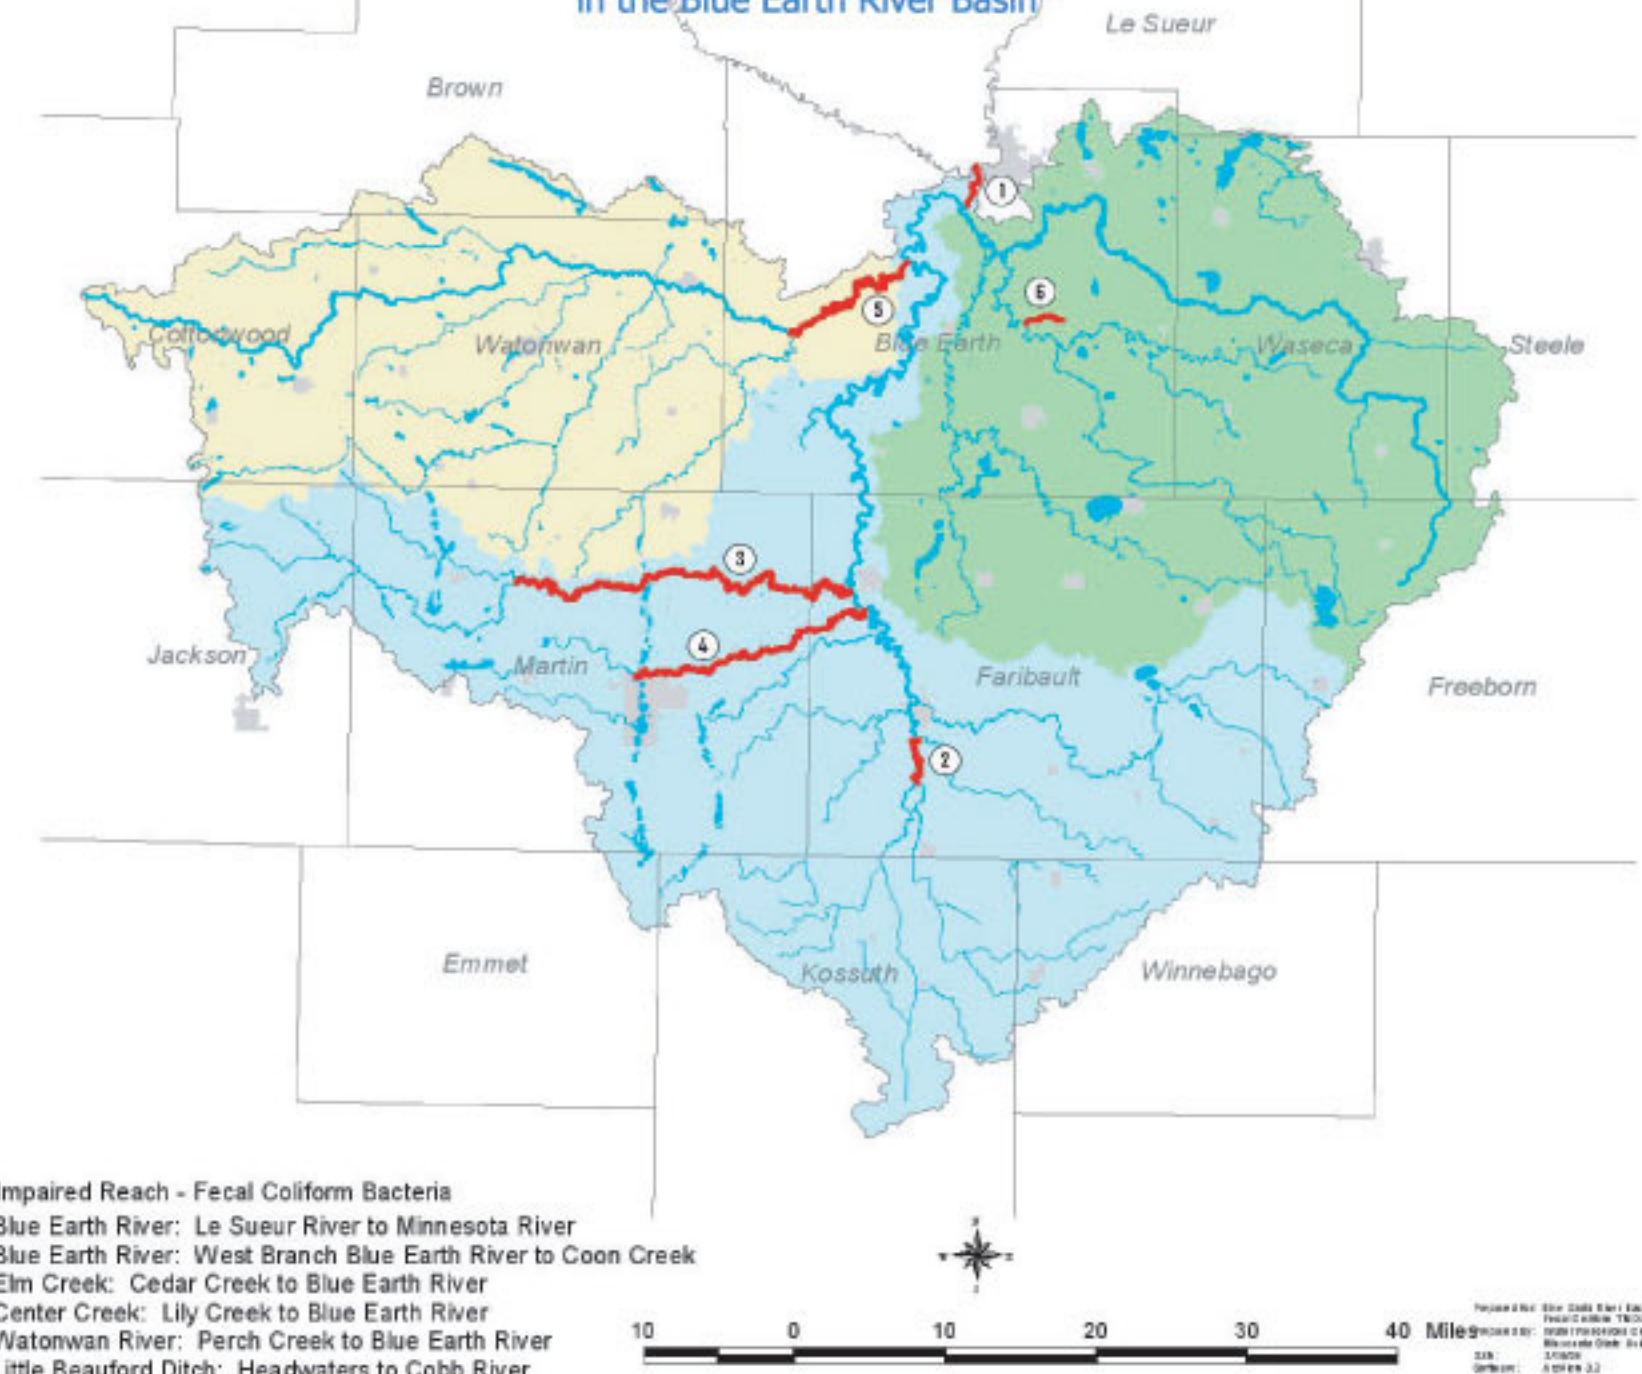 in the Blue Earth River Basin
Le Sueur
Brown
1
6
5
Cottonwood
Watonwan
Blue Earth
Waseca
Steele
3
4
Jackson
Martin
Faribault
Freeborn
2
Emmet
Kossuth
Winnebago
Impaired Reach - Fecal Coliform Bacteria
Blue Earth River: Le Sueur River to Minnesota River
Blue Earth River: West Branch Blue Earth River to Coon Creek
Elm Creek: Cedar Creek to Blue Earth River
Center Creek: Lily Creek to Blue Earth River
Watonwan River: Perch Creek to Blue Earth River
Little Beauford Ditch: Headwaters to Cobb River
10 0 10 20 30 40 Miles